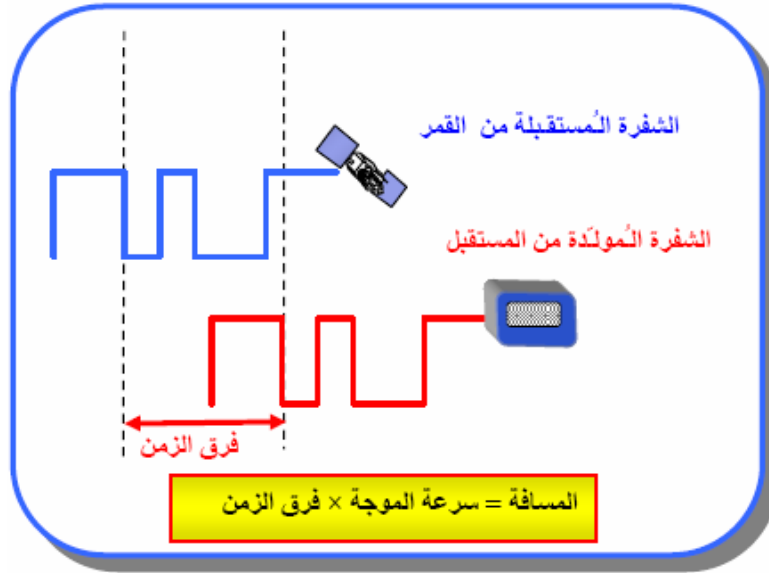 الشفرة المُستقبلة من القمر
الشفرة المُولّدة من المستقبل
فرق الزمن
المسافة = سرعة الموجة × فرق الزمن